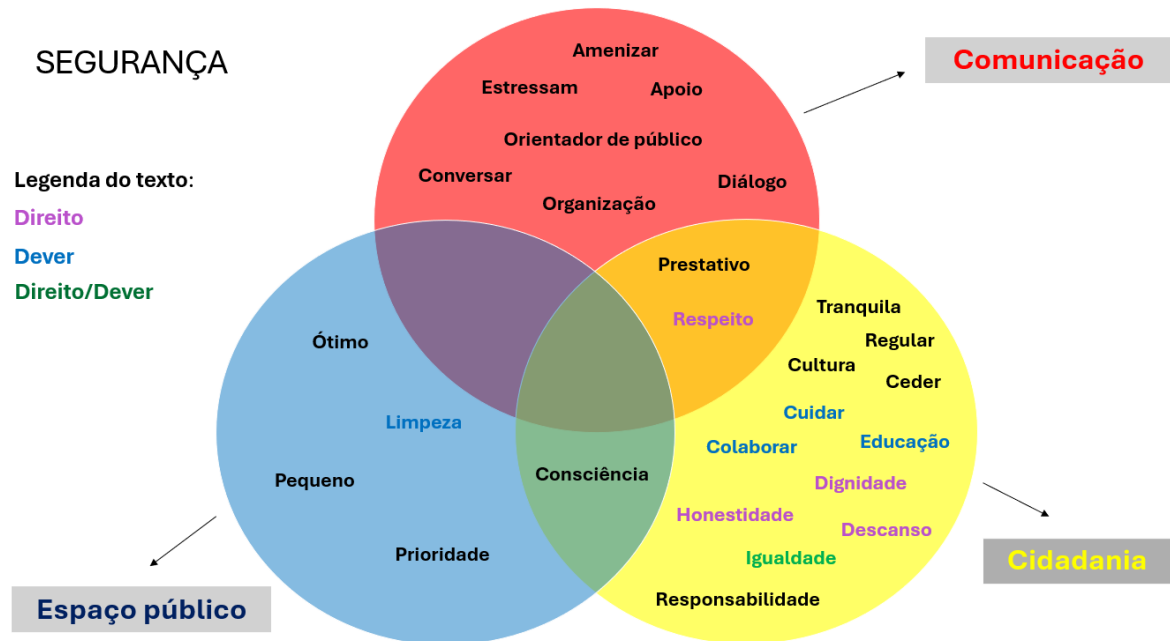 SEGURANÇA
Legenda do texto:
Direito
Dever
Direito/Dever
Comunicação
Amenizar
Estressam
Apoio
Orientador de público
Conversar
Diálogo
Organização
Prestativo
Respeito
Tranquila
Regular
Cultura
Ceder
Cuidar
Colaborar
Educação
Dignidade
Honestidade
Descanso
Igualdade
Responsabilidade
Cidadania
Ótimo
Limpeza
Pequeno
Consciência
Prioridade
Espaço público